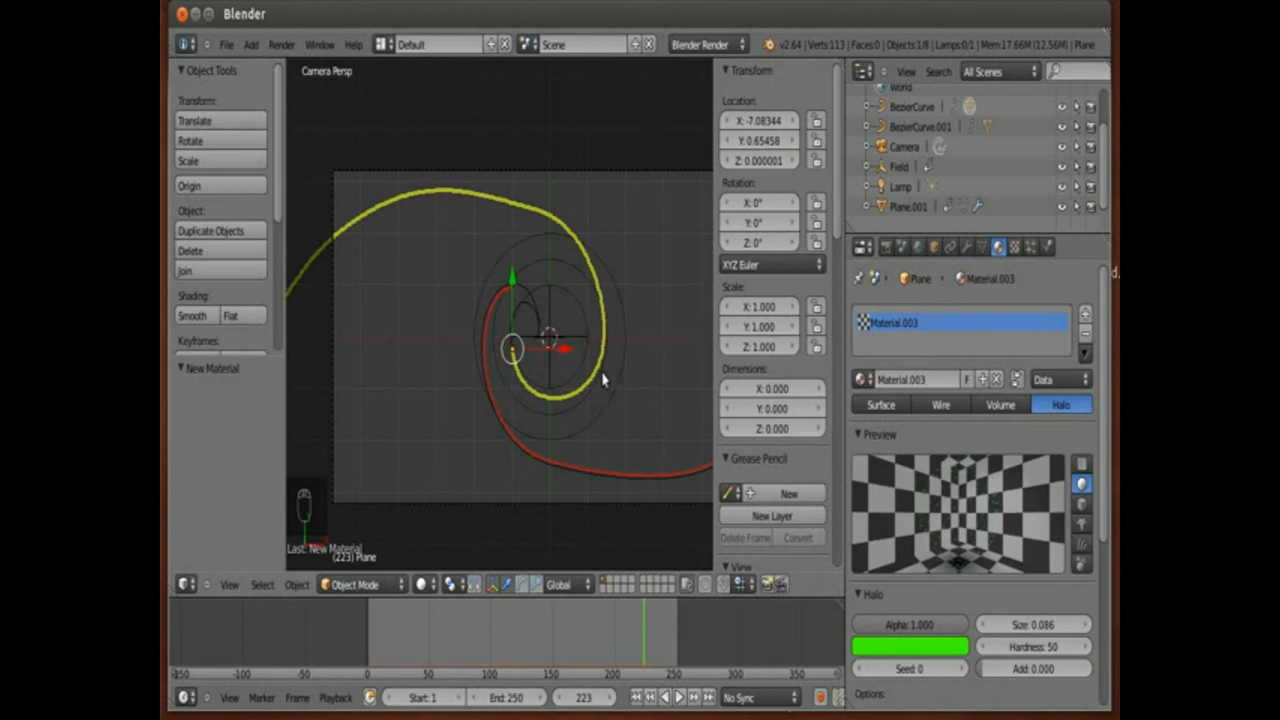 Blender
File Add Render Window Help Default Scene Blender Render v2.64 | Verts:113 | Faces:0 | Objects:1/8 | Lamps:0/1 | Mem:17.66M (12.56M) | Plane
Object Tools
Transform:
Translate
Rotate
Scale
Origin
Object:
Duplicate Objects
Delete
Join
Shading:
Smooth Flat
Keyframes:
New Material
Camera Persp
Last: New Material
(223) Plane
Transform
Location:
X: -7.08344
Y: 0.65458
Z: 0.000001
Rotation:
X: 0°
Y: 0°
Z: 0°
XYZ Euler
Scale:
X: 1.000
Y: 1.000
Z: 1.000
Dimensions:
X: 0.000
Y: 0.000
Z: 0.000
Grease Pencil
New
New Layer
Delete Frame Convert
View
View Search All Scenes
World
BezierCurve
BezierCurve.001
Camera
Field
Lamp
Plane.001
d.
Plane Material.003
Material.003
Material.003 F Data
Surface Wire Volume Halo
Preview
Halo
Alpha: 1.000 Size: 0.086
Hardness: 50
Seed: 0 Add: 0.000
Options:
View Select Object Object Mode Global
-150 -100 -50 0 50 100 150 200 250 300 350
View Marker Frame Playback Start: 1 End: 250 223 No Sync